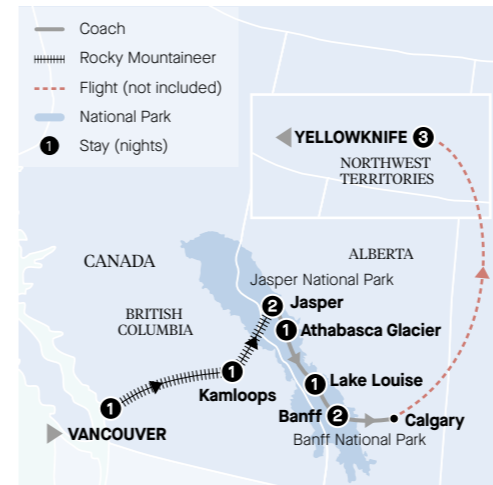 Coach
Rocky Mountaineer
Flight (not included)
National Park
1 Stay (nights)
YELLOWKNIFE 3
NORTHWEST
TERRITORIES
CANADA
ALBERTA
Jasper National Park
2 Jasper
BRITISH
COLUMBIA
1 Athabasca Glacier
1
Kamloops
1 Lake Louise
1
VANCOUVER
Banff 2
Calgary
Banff National Park